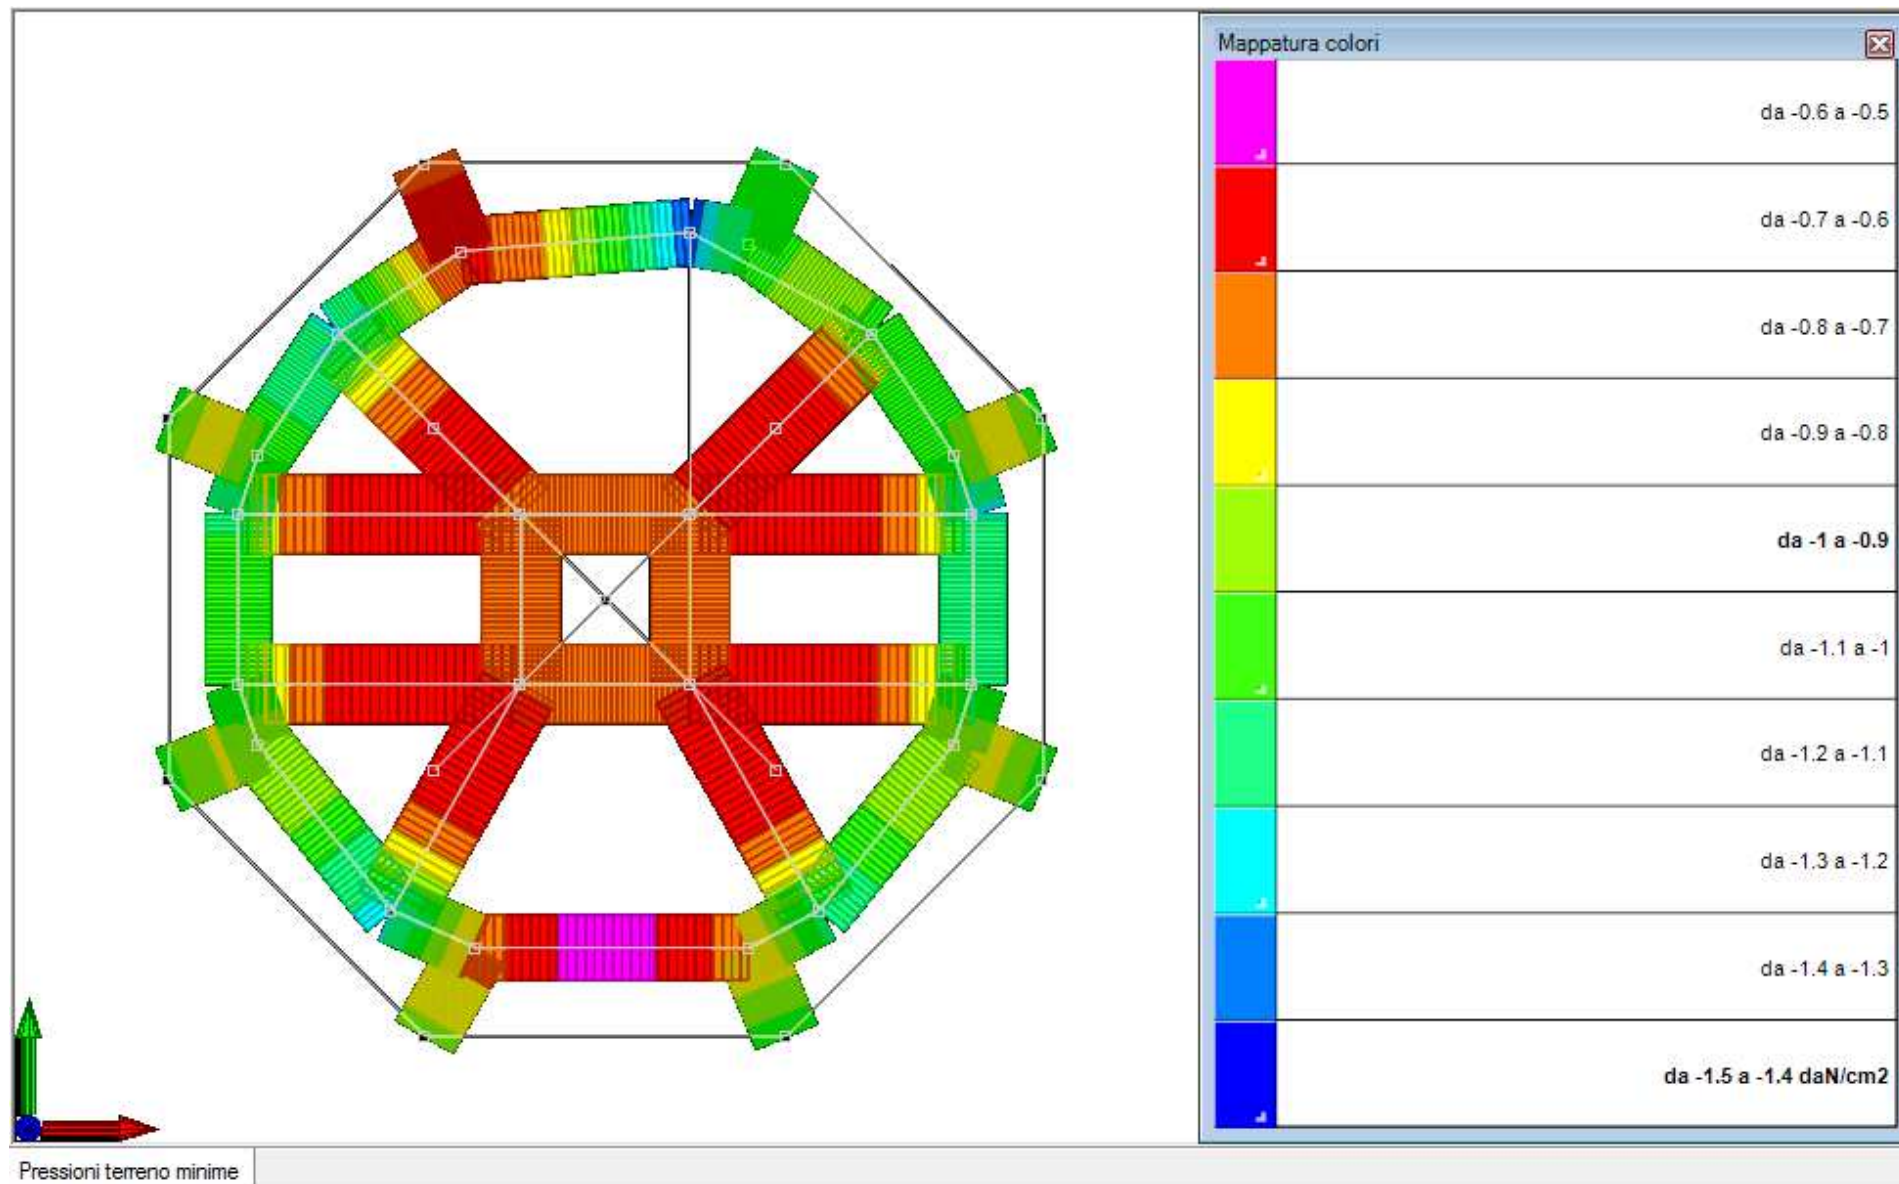 Mappatura colori
da -0.6 a -0.5
da -0.7 a -0.6
da -0.8 a -0.7
da -0.9 a -0.8
da -1 a -0.9
da -1.1 a -1
da -1.2 a -1.1
da -1.3 a -1.2
da -1.4 a -1.3
da -1.5 a -1.4 daN/cm2
Pressioni terreno minime